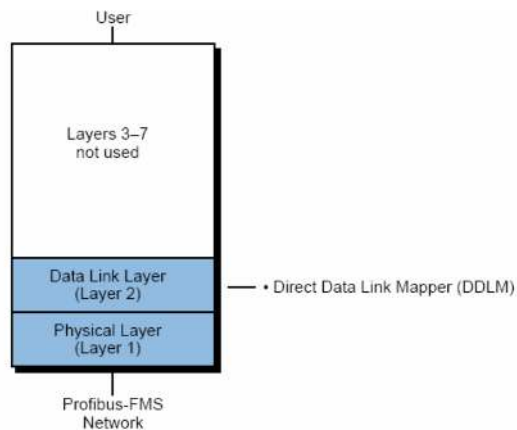 User
Layers 3–7
not used
Data Link Layer
(Layer 2)
• Direct Data Link Mapper (DDLM)
Physical Layer
(Layer 1)
Profibus-FMS
Network